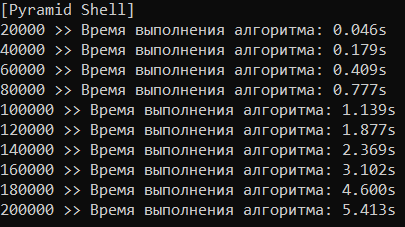 [Pyramid Shell]
20000 >> Время выполнения алгоритма: 0.046s
40000 >> Время выполнения алгоритма: 0.179s
60000 >> Время выполнения алгоритма: 0.409s
80000 >> Время выполнения алгоритма: 0.777s
100000 >> Время выполнения алгоритма: 1.139s
120000 >> Время выполнения алгоритма: 1.877s
140000 >> Время выполнения алгоритма: 2.369s
160000 >> Время выполнения алгоритма: 3.102s
180000 >> Время выполнения алгоритма: 4.600s
200000 >> Время выполнения алгоритма: 5.413s